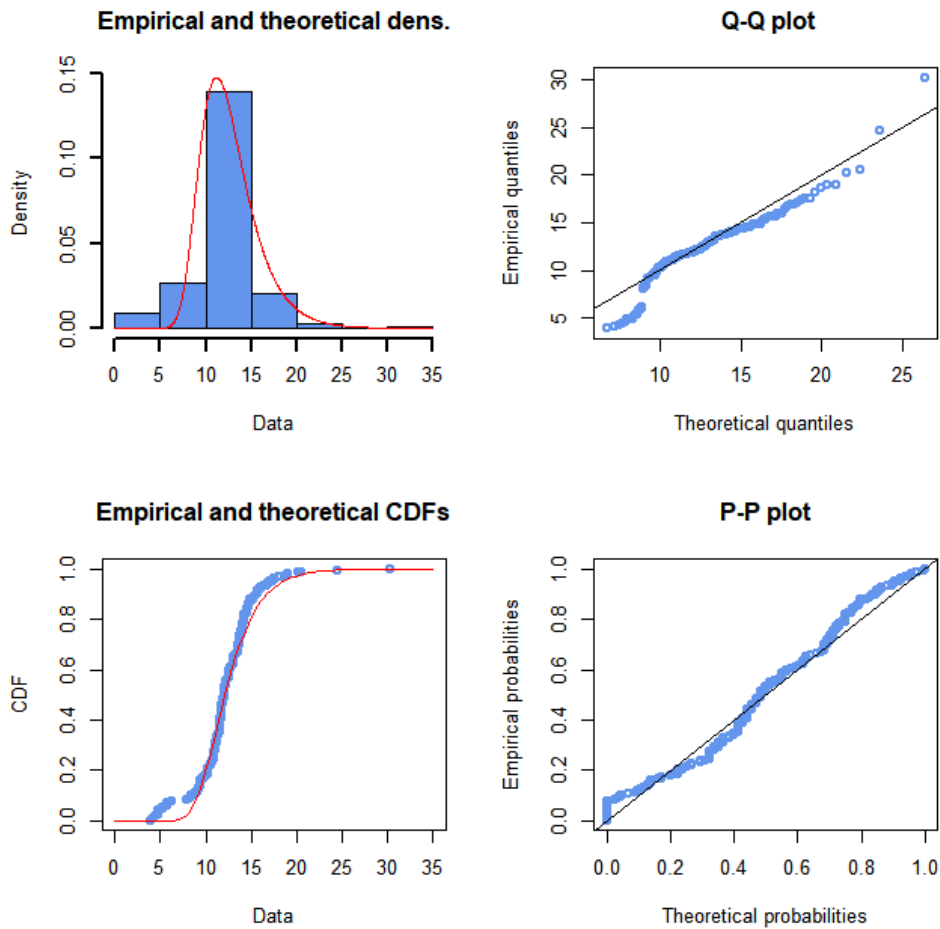 Empirical and theoretical dens.
Density
0.00 0.05 0.10 0.15
0 5 10 15 20 25 30 35
Data
Q-Q plot
Empirical quantiles
5 10 15 20 25 30
10 15 20 25
Theoretical quantiles
Empirical and theoretical CDFs
CDF
0.0 0.2 0.4 0.6 0.8 1.0
0 5 10 15 20 25 30 35
Data
P-P plot
Empirical probabilities
0.0 0.2 0.4 0.6 0.8 1.0
0.0 0.2 0.4 0.6 0.8 1.0
Theoretical probabilities